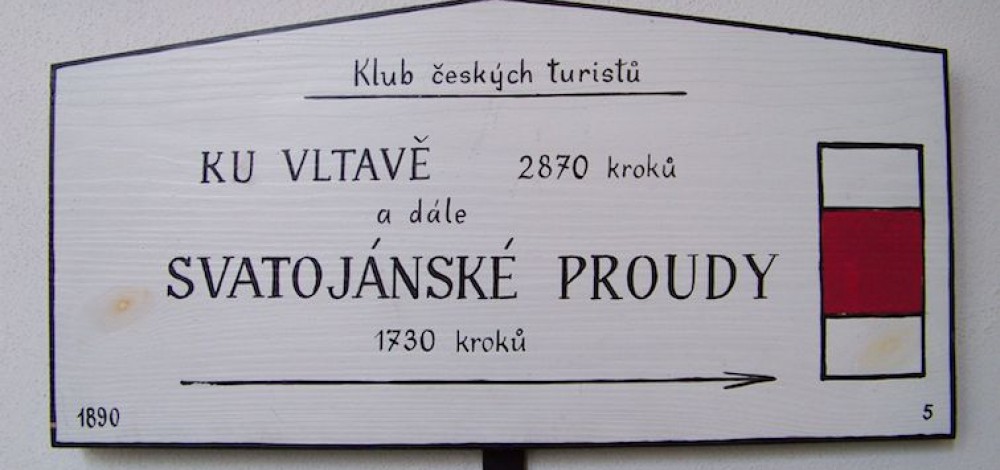 Klub českých turistů
KU VLTAVĚ 2870 kroků
a dále
SVATOJÁNSKÉ PROUDY
1730 kroků
1890 5